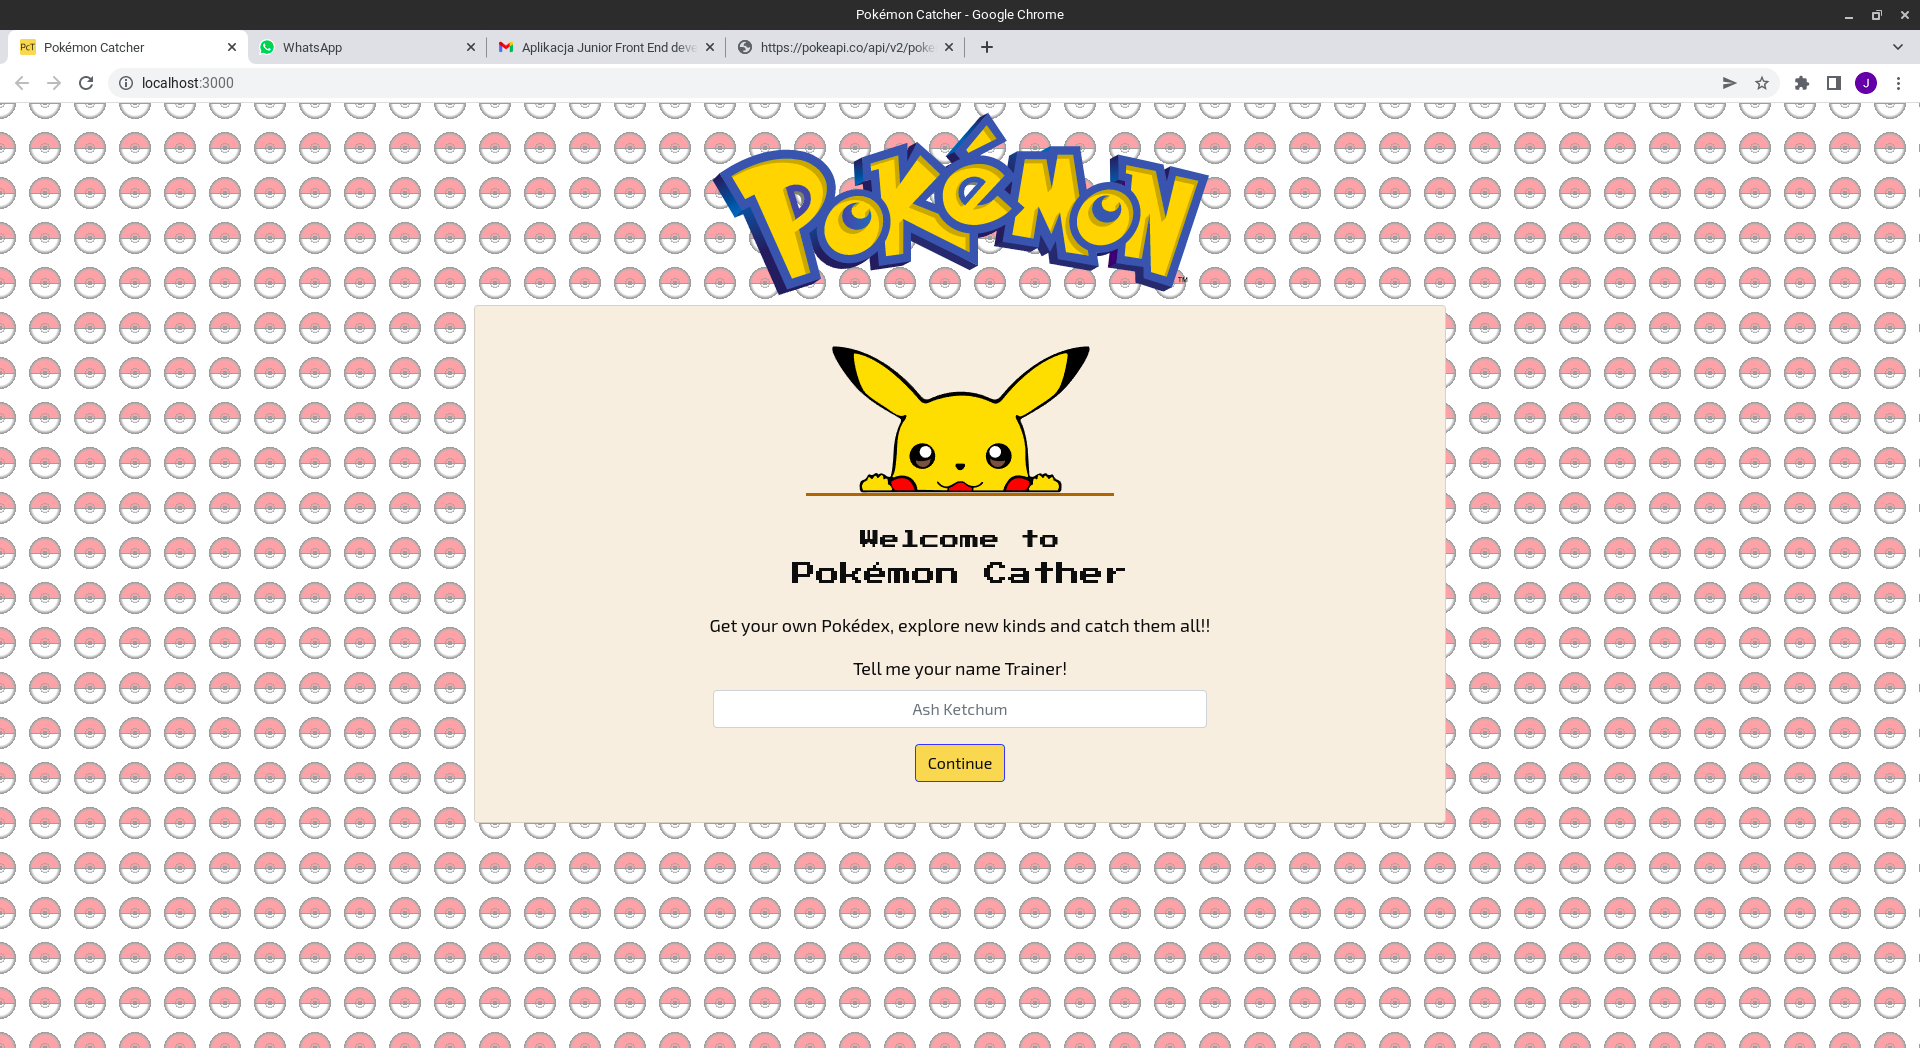 Pokémon Catcher - Google Chrome
PcT Pokémon Catcher
WhatsApp
Aplikacja Junior Front End deve
https://pokeapi.co/api/v2/poke
localhost:3000
J
POKéMON
TM
Welcome to
Pokémon Cather
Get your own Pokédex, explore new kinds and catch them all!!
Tell me your name Trainer!
Ash Ketchum
Continue